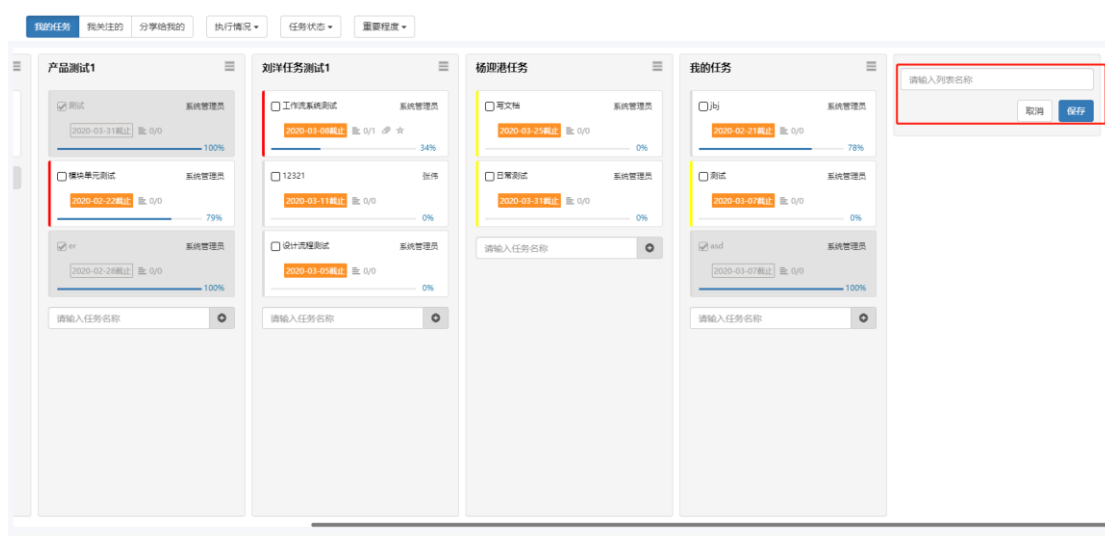 我的任务 我关注的 分享给我的 执行情况 任务状态 重要程度
产品测试1
测试 系统管理员
2020-03-31截止 0/0
100%
模块单元测试 系统管理员
2020-02-22截止 0/0
79%
er 系统管理员
2020-02-28截止 0/0
100%
请输入任务名称
刘洋任务测试1
工作流系统测试 系统管理员
2020-03-08截止 0/1
34%
12321 张伟
2020-03-11截止 0/0
0%
设计流程测试 系统管理员
2020-03-05截止 0/0
0%
请输入任务名称
杨迎港任务
写文档 系统管理员
2020-03-25截止 0/0
0%
日常测试 系统管理员
2020-03-31截止 0/0
0%
请输入任务名称
我的任务
jbj 系统管理员
2020-02-21截止 0/0
78%
测试 系统管理员
2020-03-07截止 0/0
0%
asd 系统管理员
2020-03-07截止 0/0
100%
请输入任务名称
请输入列表名称
取消 保存